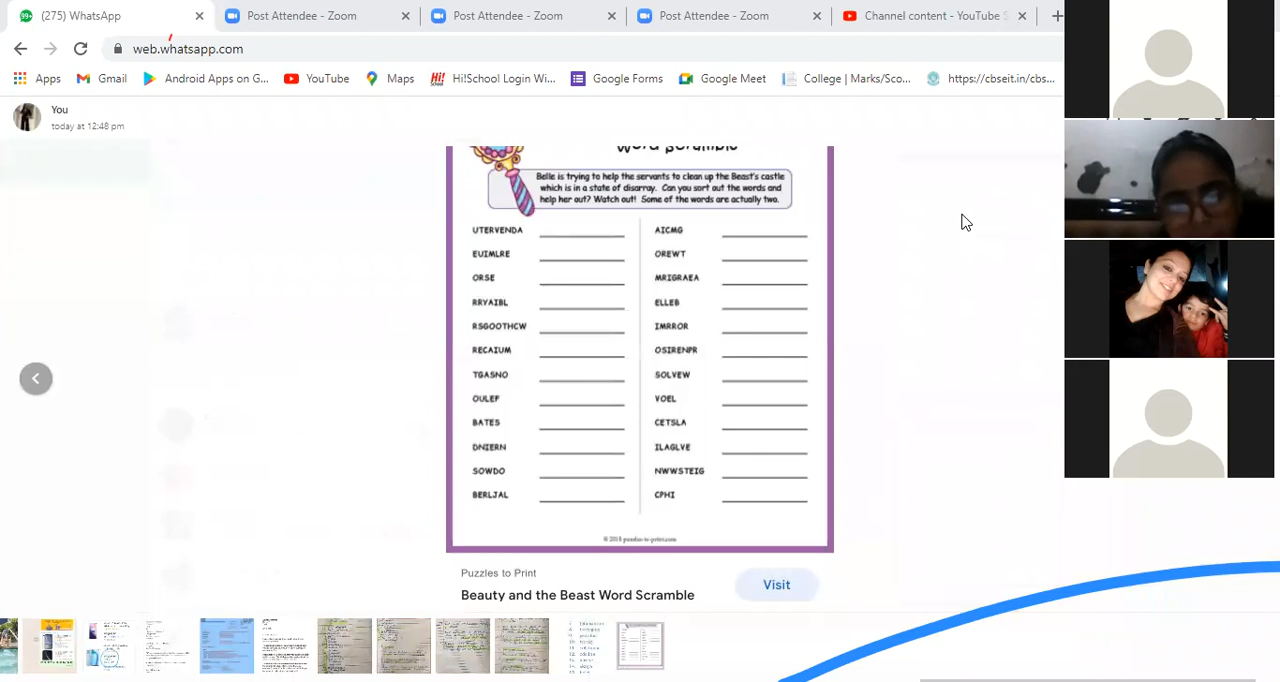 (275) WhatsApp
Post Attendee - Zoom
Post Attendee - Zoom
Post Attendee - Zoom
Channel content - YouTube S
web.whatsapp.com
Apps
Gmail
Android Apps on G...
YouTube
Maps
Hi! Hi!School Login Wi...
Google Forms
Google Meet
College | Marks/Sco...
https://cbseit.in/cbs...
You
today at 12:48 pm
Word Scramble
Belle is trying to help the servants to clean up the Beast's castle
which is in a state of disarray. Can you sort out the words and
help her out? Watch out! Some of the words are actually two.
UTERVENDA
EUIMLRE
ORSE
RRYAIBL
RSGOOTHCW
RECAIUM
TGASNO
OULEF
BATES
DNIERN
SOWDO
BERLJAL
AICMG
OREWT
MRIGRAEA
ELLEB
IMRROR
OSIRENPR
SOLVEW
VOEL
CETSLA
ILAGLVE
NWWSTEIG
CPHI
© 2018 puzzles-to-print.com
Puzzles to Print
Beauty and the Beast Word Scramble
Visit